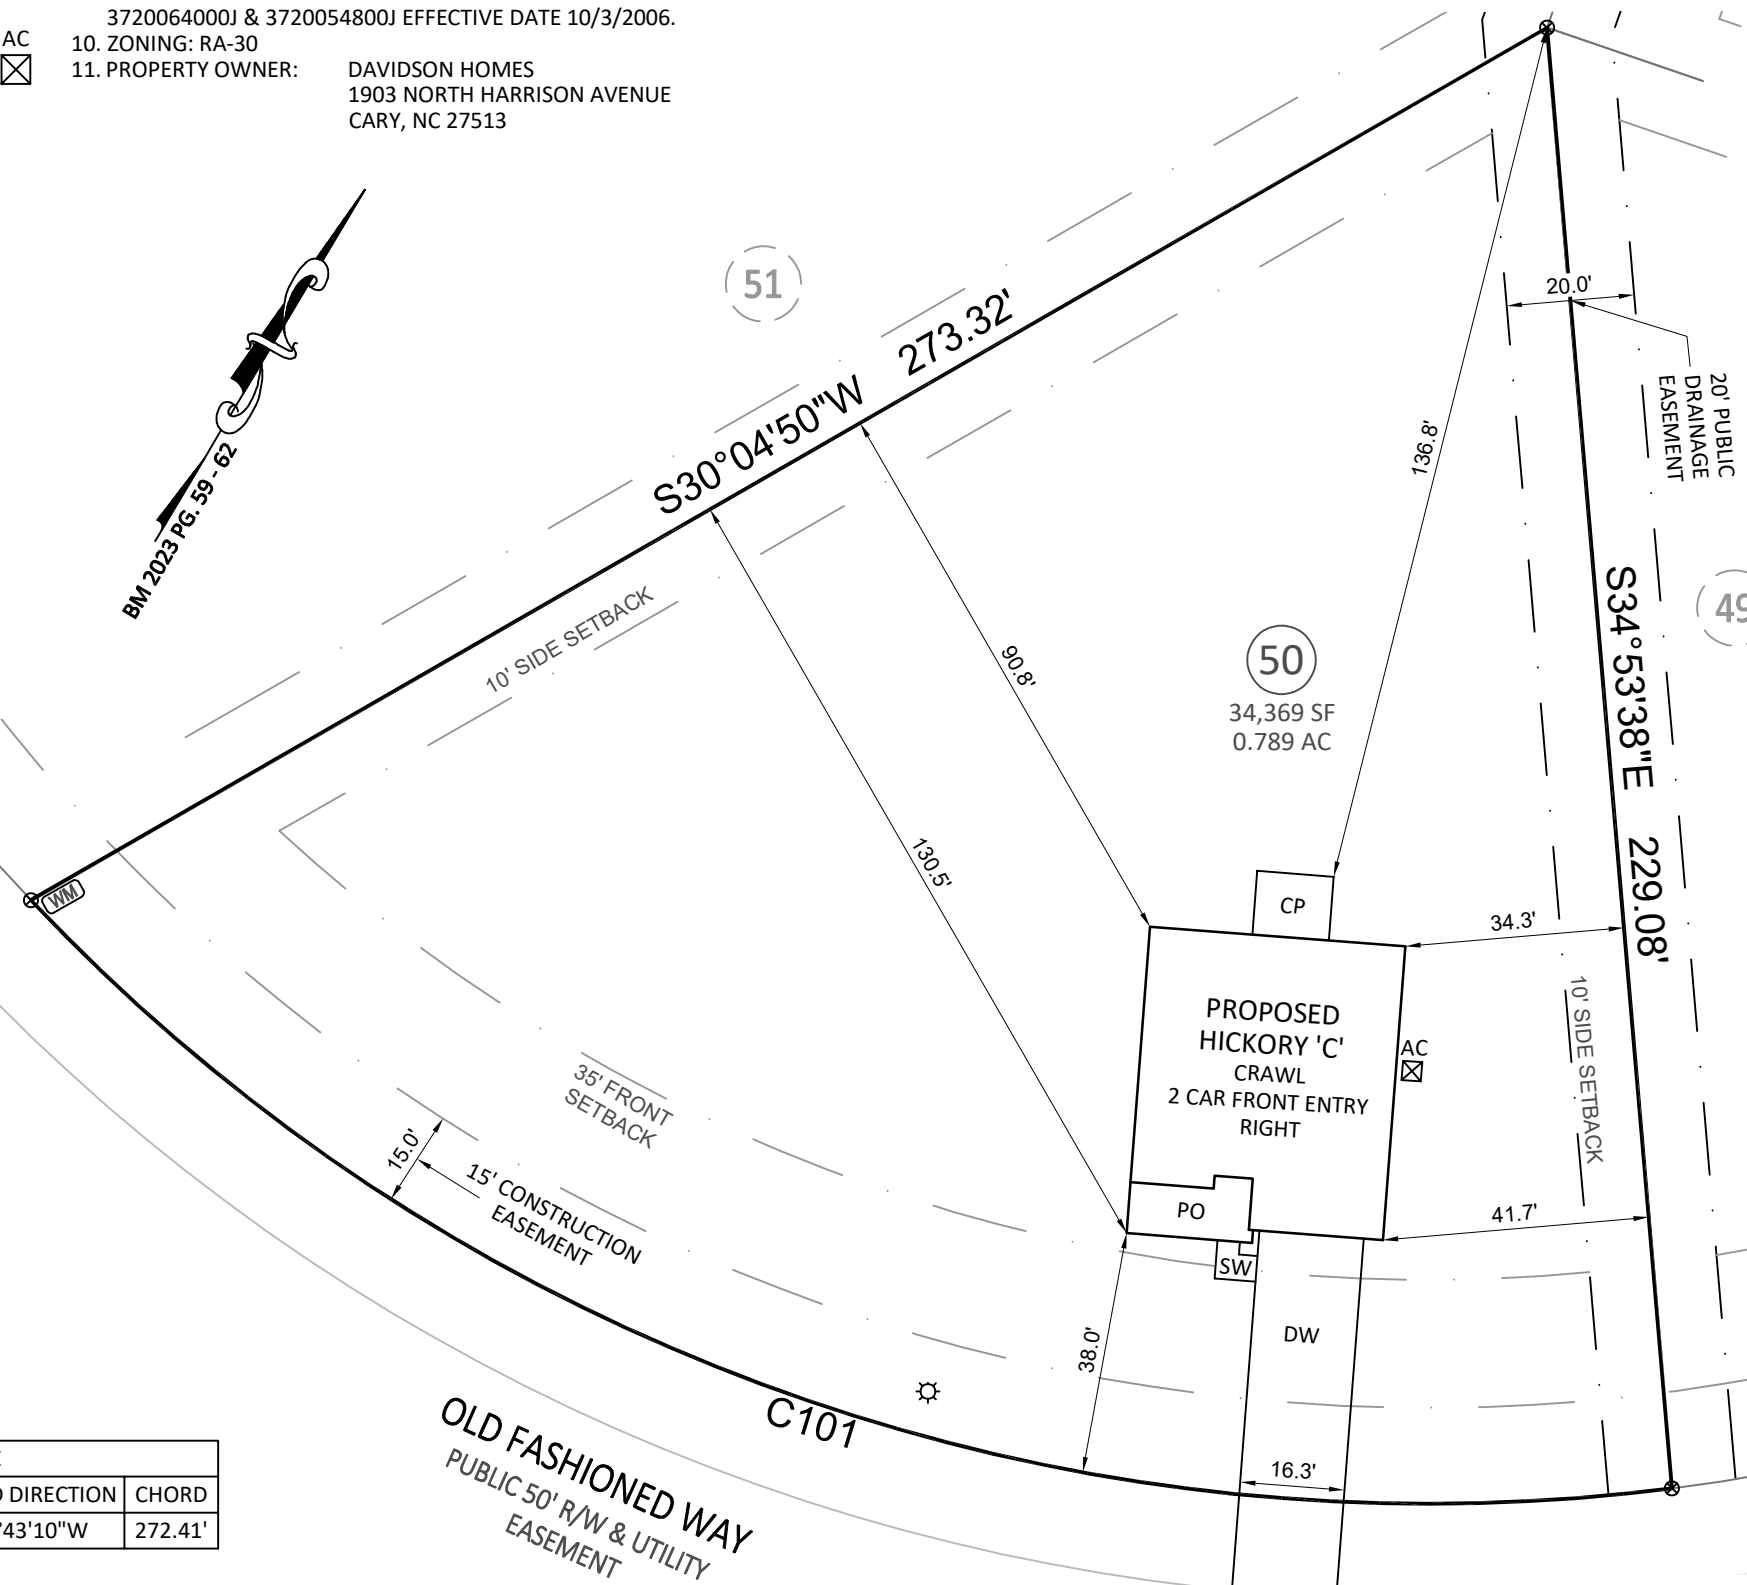 3720064000J & 3720054800J EFFECTIVE DATE 10/3/2006.
AC
10. ZONING: RA-30
11. PROPERTY OWNER: DAVIDSON HOMES
1903 NORTH HARRISON AVENUE
CARY, NC 27513
BM 2023 PG. 59 - 62
51
S30°04'50"W 273.32'
20.0'
20' PUBLIC
DRAINAGE
EASEMENT
136.8'
49
S34°53'38"E 229.08'
10' SIDE SETBACK
90.8'
50
34,369 SF
0.789 AC
130.5'
WM
CP
34.3'
PROPOSED
HICKORY 'C'
CRAWL
2 CAR FRONT ENTRY
RIGHT
AC
10' SIDE SETBACK
35' FRONT
SETBACK
15.0'
15' CONSTRUCTION
EASEMENT
PO
41.7'
SW
DW
38.0'
C101
16.3'
OLD FASHIONED WAY
PUBLIC 50' R/W & UTILITY
EASEMENT
DIRECTION CHORD
43'10"W 272.41'